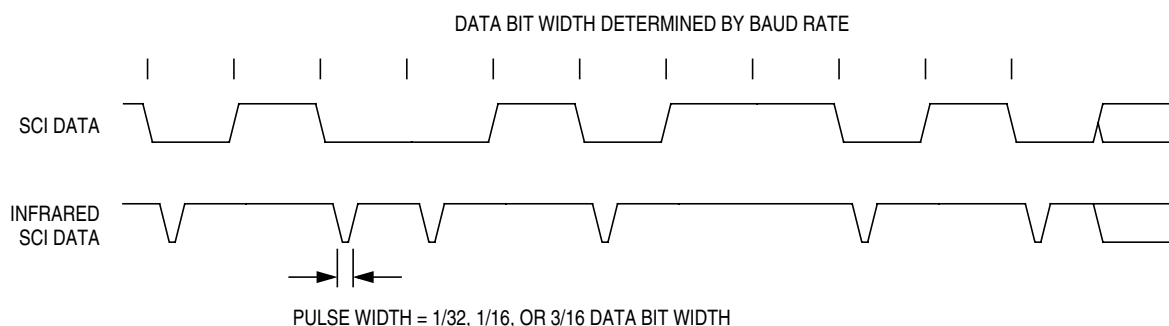 DATA BIT WIDTH DETERMINED BY BAUD RATE
SCI DATA
INFRARED
SCI DATA
PULSE WIDTH = 1/32, 1/16, OR 3/16 DATA BIT WIDTH